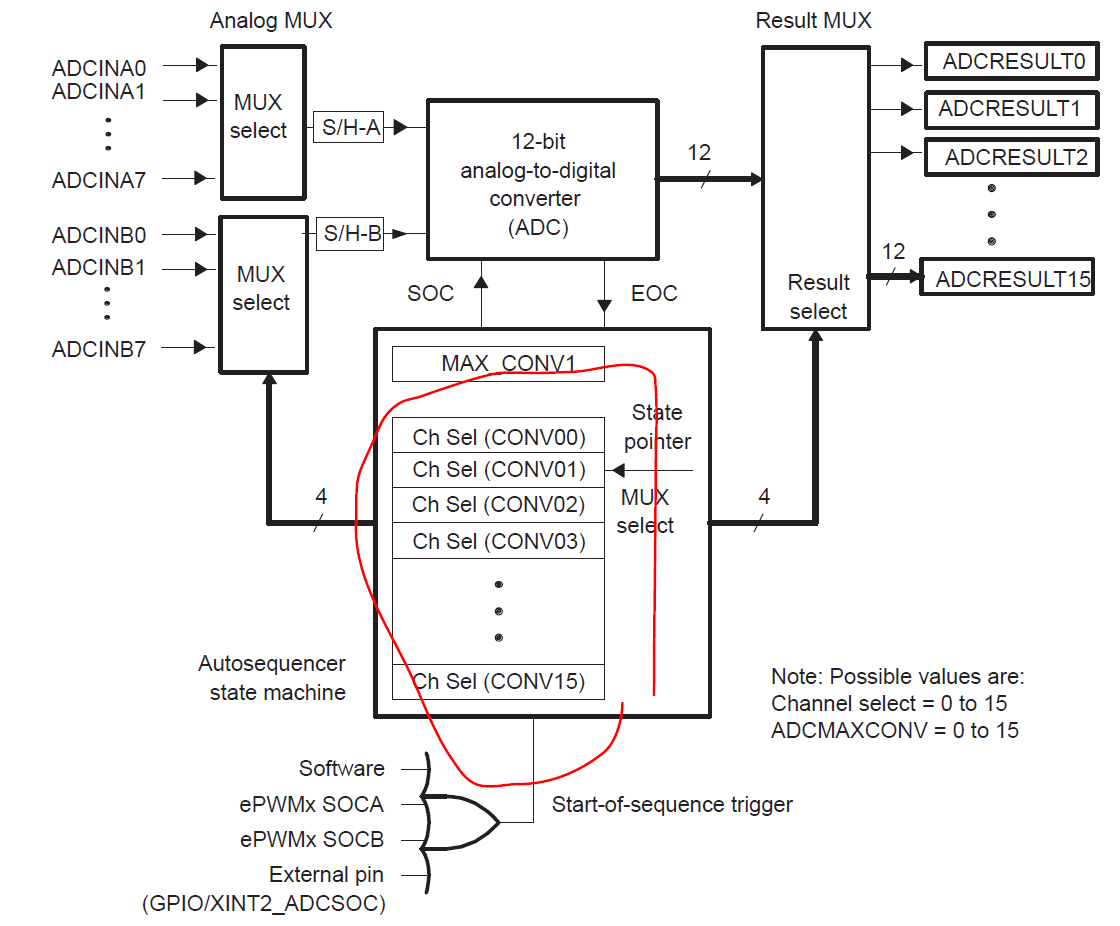 Analog MUX
Result MUX
ADCINA0
ADCINA1
ADCINA7
MUX
select
S/H-A
ADCINB0
ADCINB1
ADCINB7
MUX
select
S/H-B
12-bit
analog-to-digital
converter
(ADC)
12
SOC
EOC
Result
select
ADCRESULT0
ADCRESULT1
ADCRESULT2
12
ADCRESULT15
MAX_CONV1
Ch Sel (CONV00)
Ch Sel (CONV01)
Ch Sel (CONV02)
Ch Sel (CONV03)
Ch Sel (CONV15)
State
pointer
MUX
select
4
4
Autosequencer
state machine
Note: Possible values are:
Channel select = 0 to 15
ADCMAXCONV = 0 to 15
Software
ePWMx SOCA
ePWMx SOCB
External pin
(GPIO/XINT2_ADCSOC)
Start-of-sequence trigger